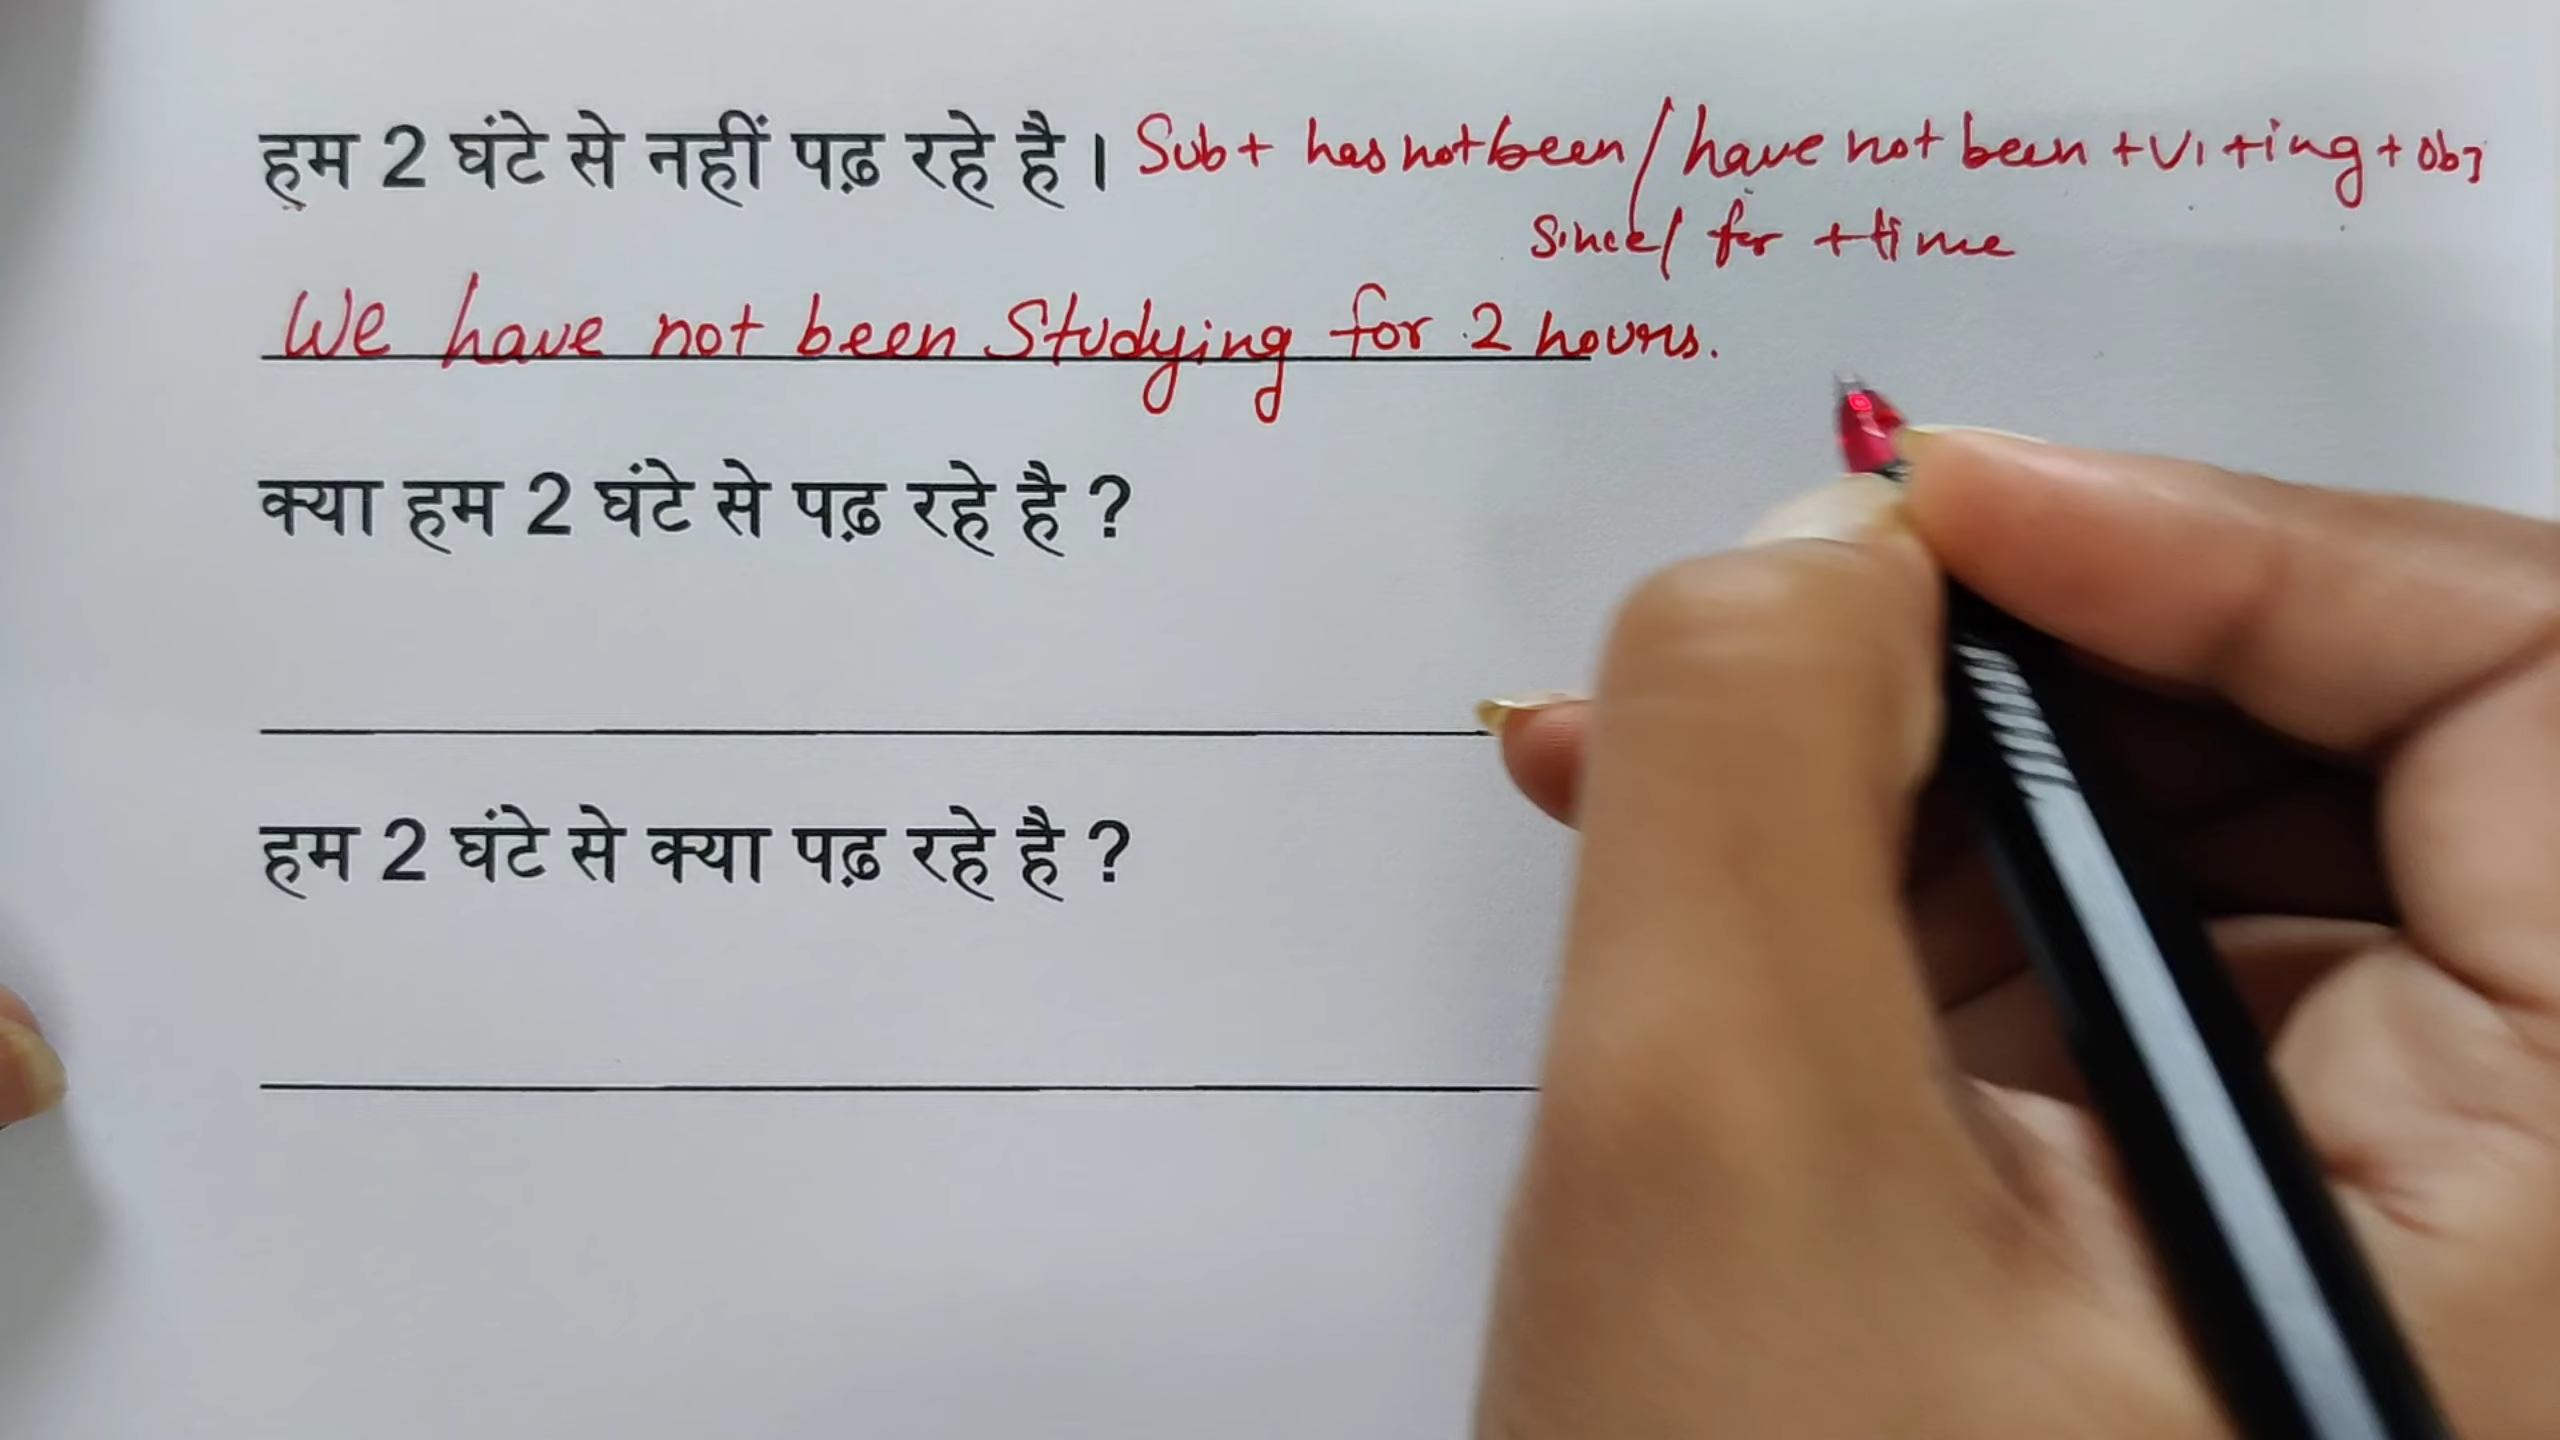 हम 2 घंटे से नहीं पढ़ रहे है । Sub + has not been / have not been + V1 + ing + obj
Since / for + time
We have not been Studying for 2 hours.
क्या हम 2 घंटे से पढ़ रहे है ?
हम 2 घंटे से क्या पढ़ रहे है ?